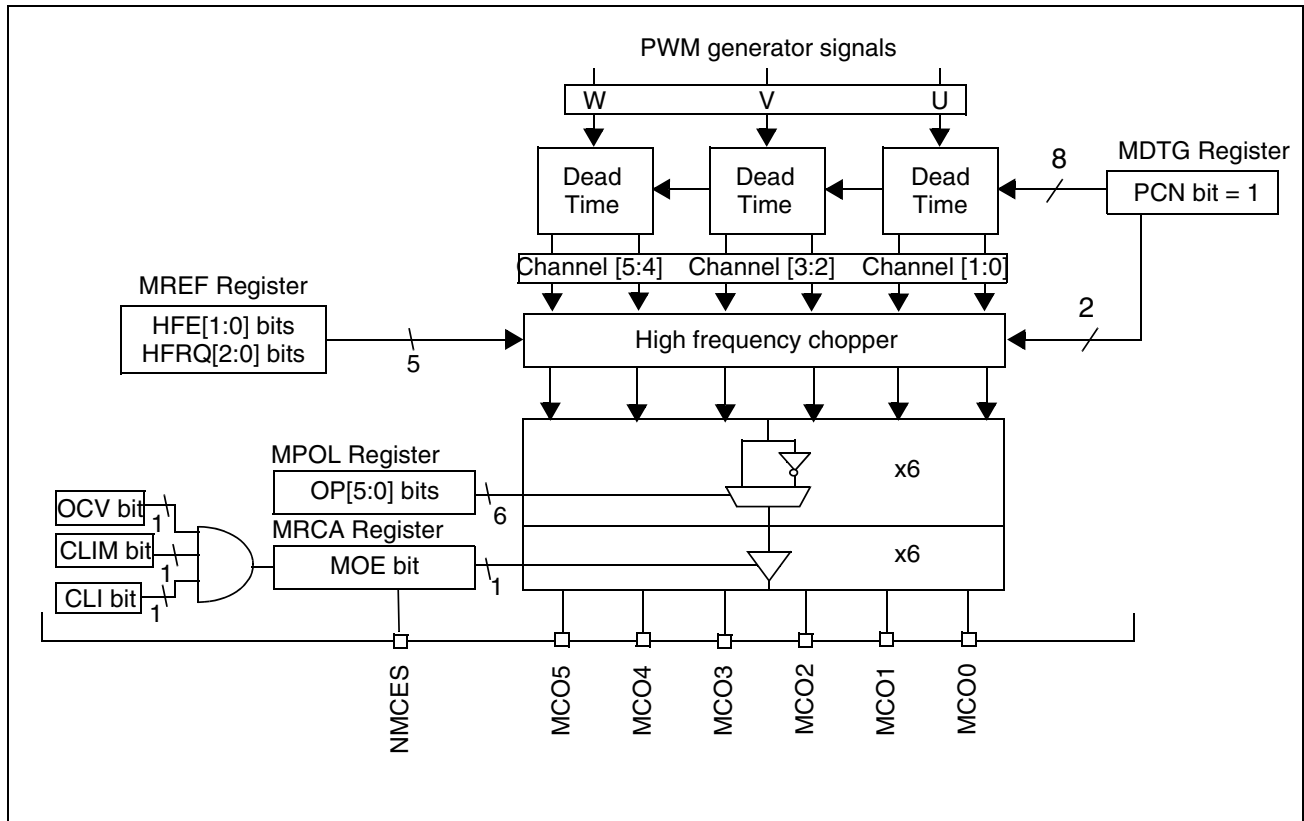 PWM generator signals
W V U
MDTG Register
8
PCN bit = 1
Dead Time
Dead Time
Dead Time
Channel [5:4] Channel [3:2] Channel [1:0]
MREF Register
HFE[1:0] bits
HFRQ[2:0] bits
5
High frequency chopper
2
MPOL Register
OP[5:0] bits
6
x6
OCV bit
1
CLIM bit
1
CLI bit
1
MRCA Register
MOE bit
1
x6
NMCES
MCO5
MCO4
MCO3
MCO2
MCO1
MCO0